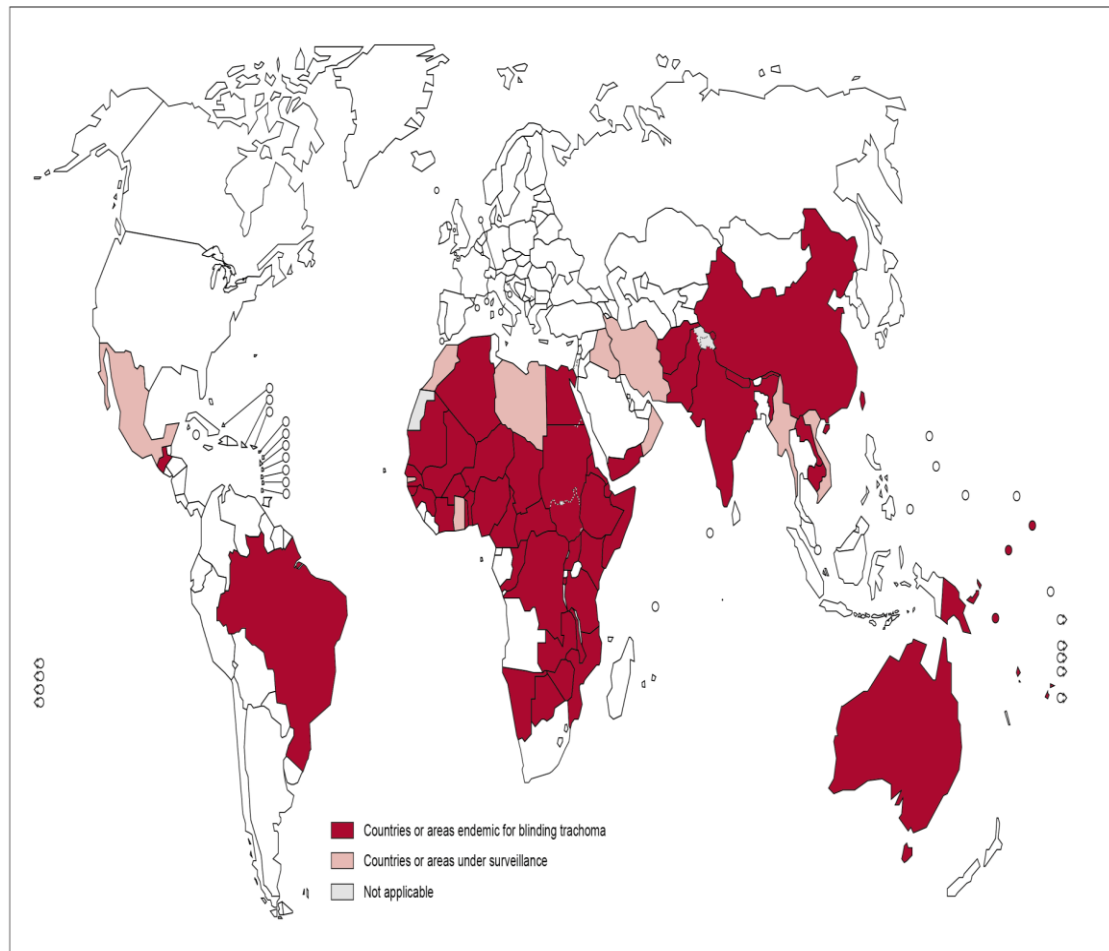 Countries or areas endemic for blinding trachoma
Countries or areas under surveillance
Not applicable